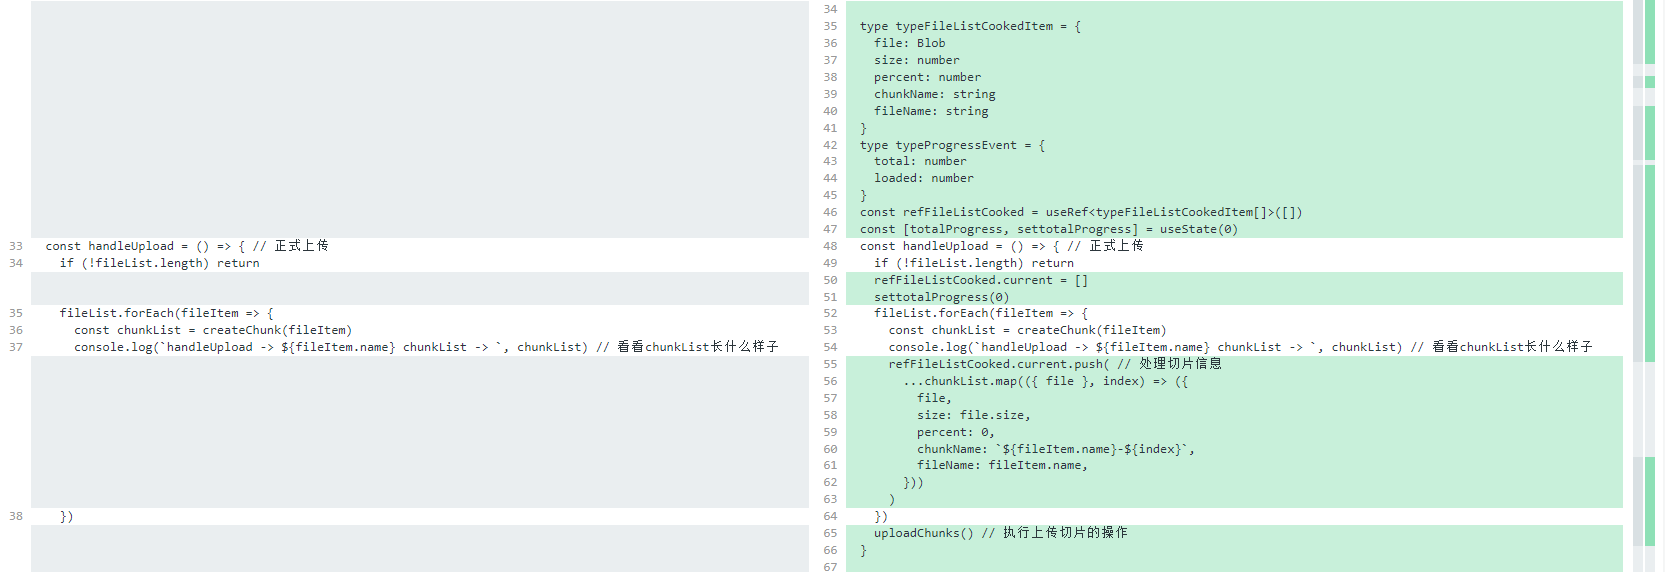 34
35 type typeFileListCookedItem = {
36 file: Blob
37 size: number
38 percent: number
39 chunkName: string
40 fileName: string
41 }
42 type typeProgressEvent = {
43 total: number
44 loaded: number
45 }
46 const refFileListCooked = useRef<typeFileListCookedItem[]>([])
47 const [totalProgress, settotalProgress] = useState(0)
33 const handleUpload = () => { // 正式上传
48 const handleUpload = () => { // 正式上传
34 if (!fileList.length) return
49 if (!fileList.length) return
50 refFileListCooked.current = []
51 settotalProgress(0)
35 fileList.forEach(fileItem => {
52 fileList.forEach(fileItem => {
36 const chunkList = createChunk(fileItem)
53 const chunkList = createChunk(fileItem)
37 console.log(`handleUpload -> ${fileItem.name} chunkList -> `, chunkList) // 看看chunkList长什么样子
54 console.log(`handleUpload -> ${fileItem.name} chunkList -> `, chunkList) // 看看chunkList长什么样子
55 refFileListCooked.current.push( // 处理切片信息
56 ...chunkList.map(({ file }, index) => ({
57 file,
58 size: file.size,
59 percent: 0,
60 chunkName: `${fileItem.name}-${index}`,
61 fileName: fileItem.name,
62 }))
63 )
38 })
64 })
65 uploadChunks() // 执行上传切片的操作
66 }
67